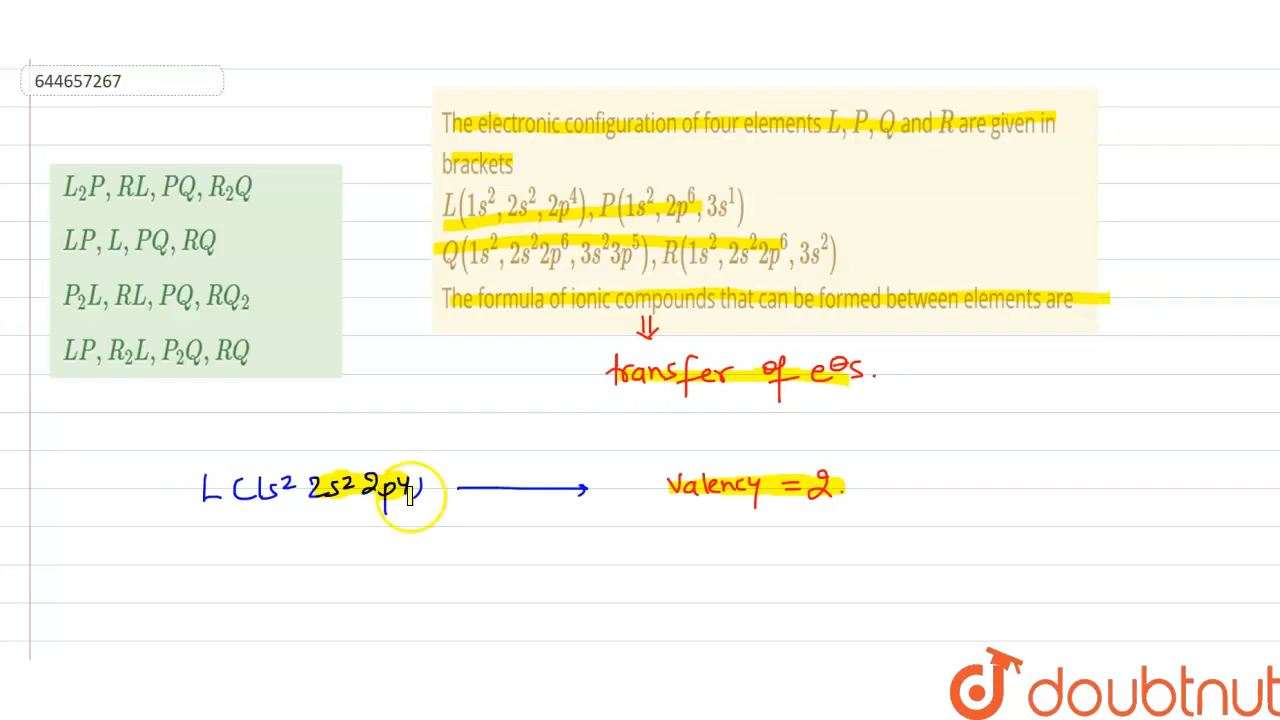 644657267
The electronic configuration of four elements L, P, Q and R are given in
brackets
L(1s², 2s², 2p⁴), P(1s², 2p⁶, 3s¹)
Q(1s², 2s²2p⁶, 3s²3p⁵), R(1s², 2s²2p⁶, 3s²)
The formula of ionic compounds that can be formed between elements are
L₂P, RL, PQ, R₂Q
LP, L, PQ, RQ
P₂L, RL, PQ, RQ₂
LP, R₂L, P₂Q, RQ
⇓
transfer of e⊖s.
L (1s² 2s² 2p⁴) ⟶ Valency = 2.
doubtnut